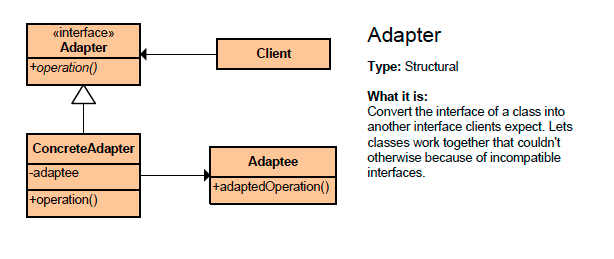 «interface»
Adapter
+operation()
Client
ConcreteAdapter
-adaptee
+operation()
Adaptee
+adaptedOperation()
Adapter
Type: Structural
What it is:
Convert the interface of a class into
another interface clients expect. Lets
classes work together that couldn't
otherwise because of incompatible
interfaces.